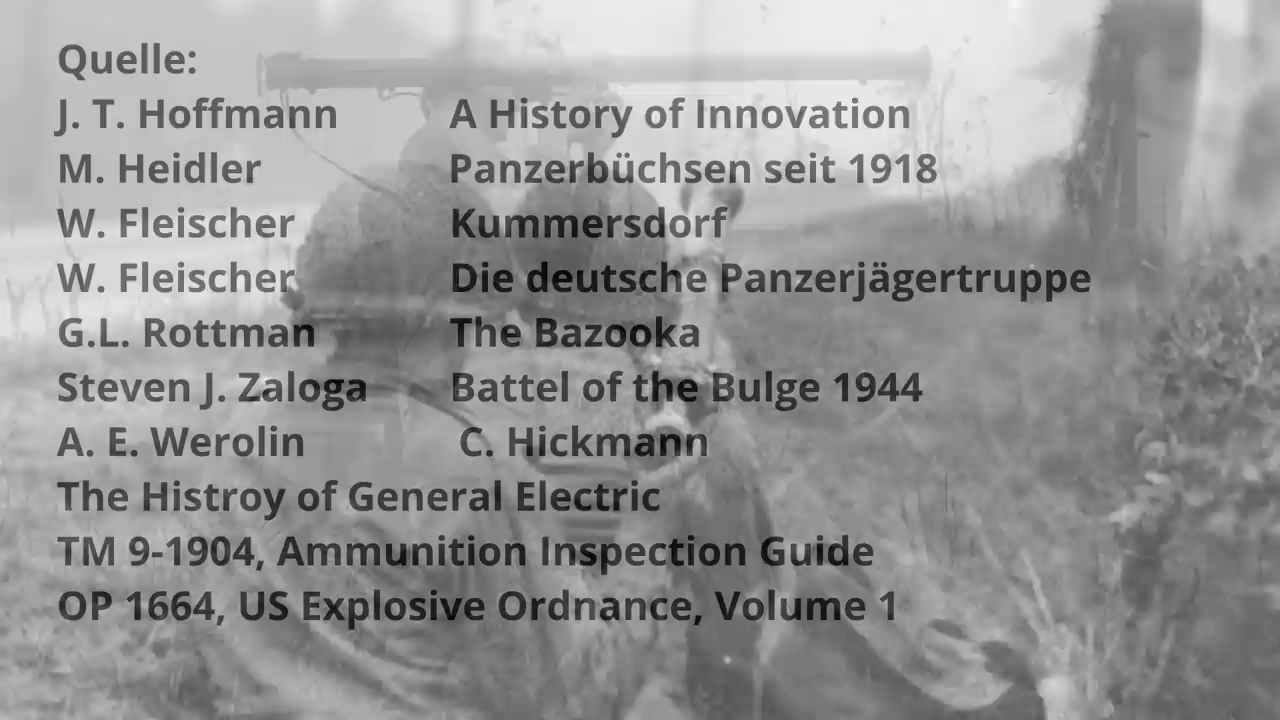 Quelle:
J. T. Hoffmann A History of Innovation
M. Heidler Panzerbüchsen seit 1918
W. Fleischer Kummersdorf
W. Fleischer Die deutsche Panzerjägertruppe
G.L. Rottman The Bazooka
Steven J. Zaloga Battel of the Bulge 1944
A. E. Werolin C. Hickmann
The Histroy of General Electric
TM 9-1904, Ammunition Inspection Guide
OP 1664, US Explosive Ordnance, Volume 1